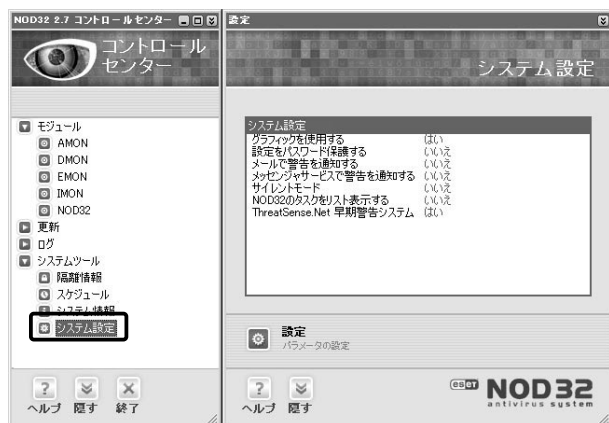 NOD32 2.7 コントロールセンター
コントロール
センター
モジュール
AMON
DMON
EMON
IMON
NOD32
更新
ログ
システムツール
隔離情報
スケジュール
システム情報
システム設定
ヘルプ
隠す
終了
設定
システム設定
システム設定
グラフィックを使用する はい
設定をパスワード保護する いいえ
メールで警告を通知する いいえ
メッセンジャサービスで警告を通知する いいえ
サイレントモード いいえ
NOD32のタスクをリスト表示する いいえ
ThreatSense.Net 早期警告システム はい
設定
パラメータの設定
ヘルプ
隠す
eset NOD32
antivirus system